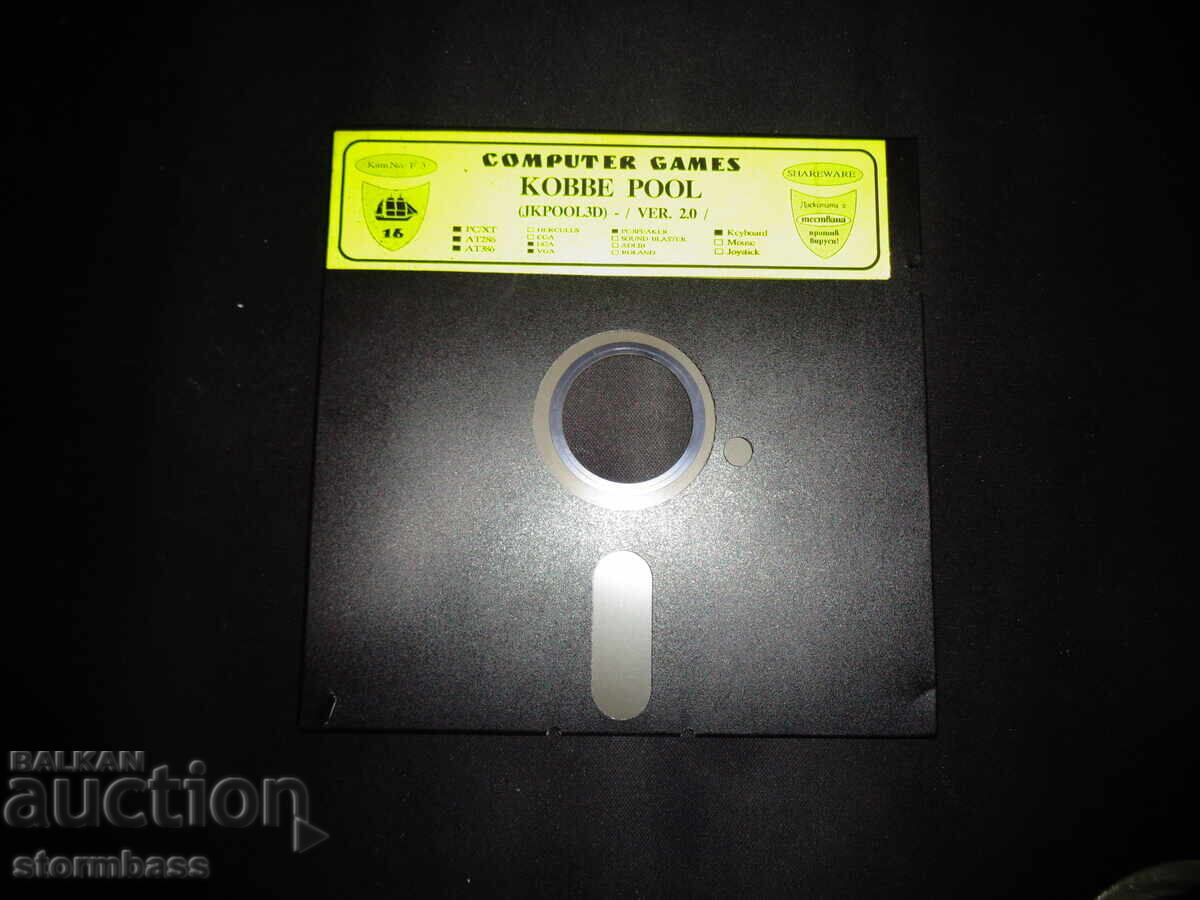 COMPUTER GAMES
KOBBE POOL
(JKPOOL3D) - / VER. 2.0 /
Кат.No: F 3
16
PC/XT
AT286
AT386
HERCULES
CGA
EGA
VGA
PC/SPEAKER
SOUND BLASTER
ADLIB
ROLAND
Keyboard
Mouse
Joystick
SHAREWARE
Дискетата е
тествана
против
вируси!
BALKAN
auction
stormbass